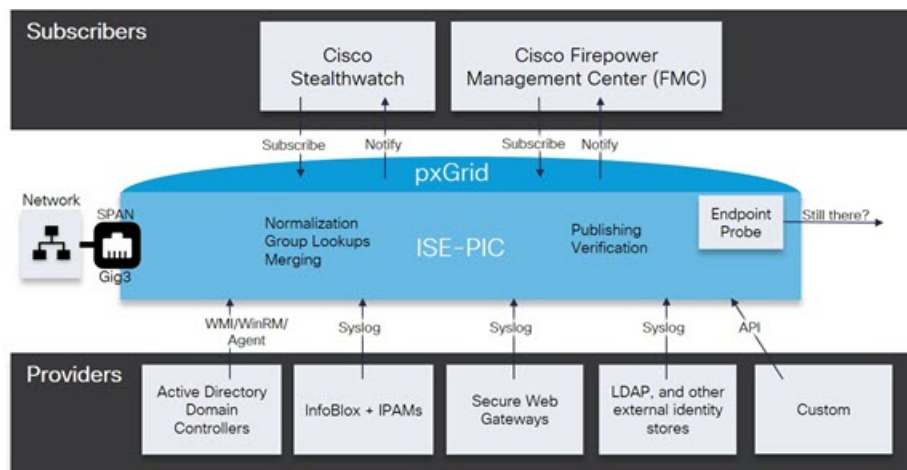 Subscribers
Cisco
Stealthwatch
Cisco Firepower
Management Center (FMC)
Subscribe
Notify
Subscribe
Notify
pxGrid
Network
SPAN
Gig3
Normalization
Group Lookups
Merging
ISE-PIC
Publishing
Verification
Endpoint
Probe
Still there?
WMI/WinRM/
Agent
Syslog
Syslog
Syslog
API
Providers
Active Directory
Domain
Controllers
InfoBlox + IPAMs
Secure Web
Gateways
LDAP, and other
external identity
stores
Custom